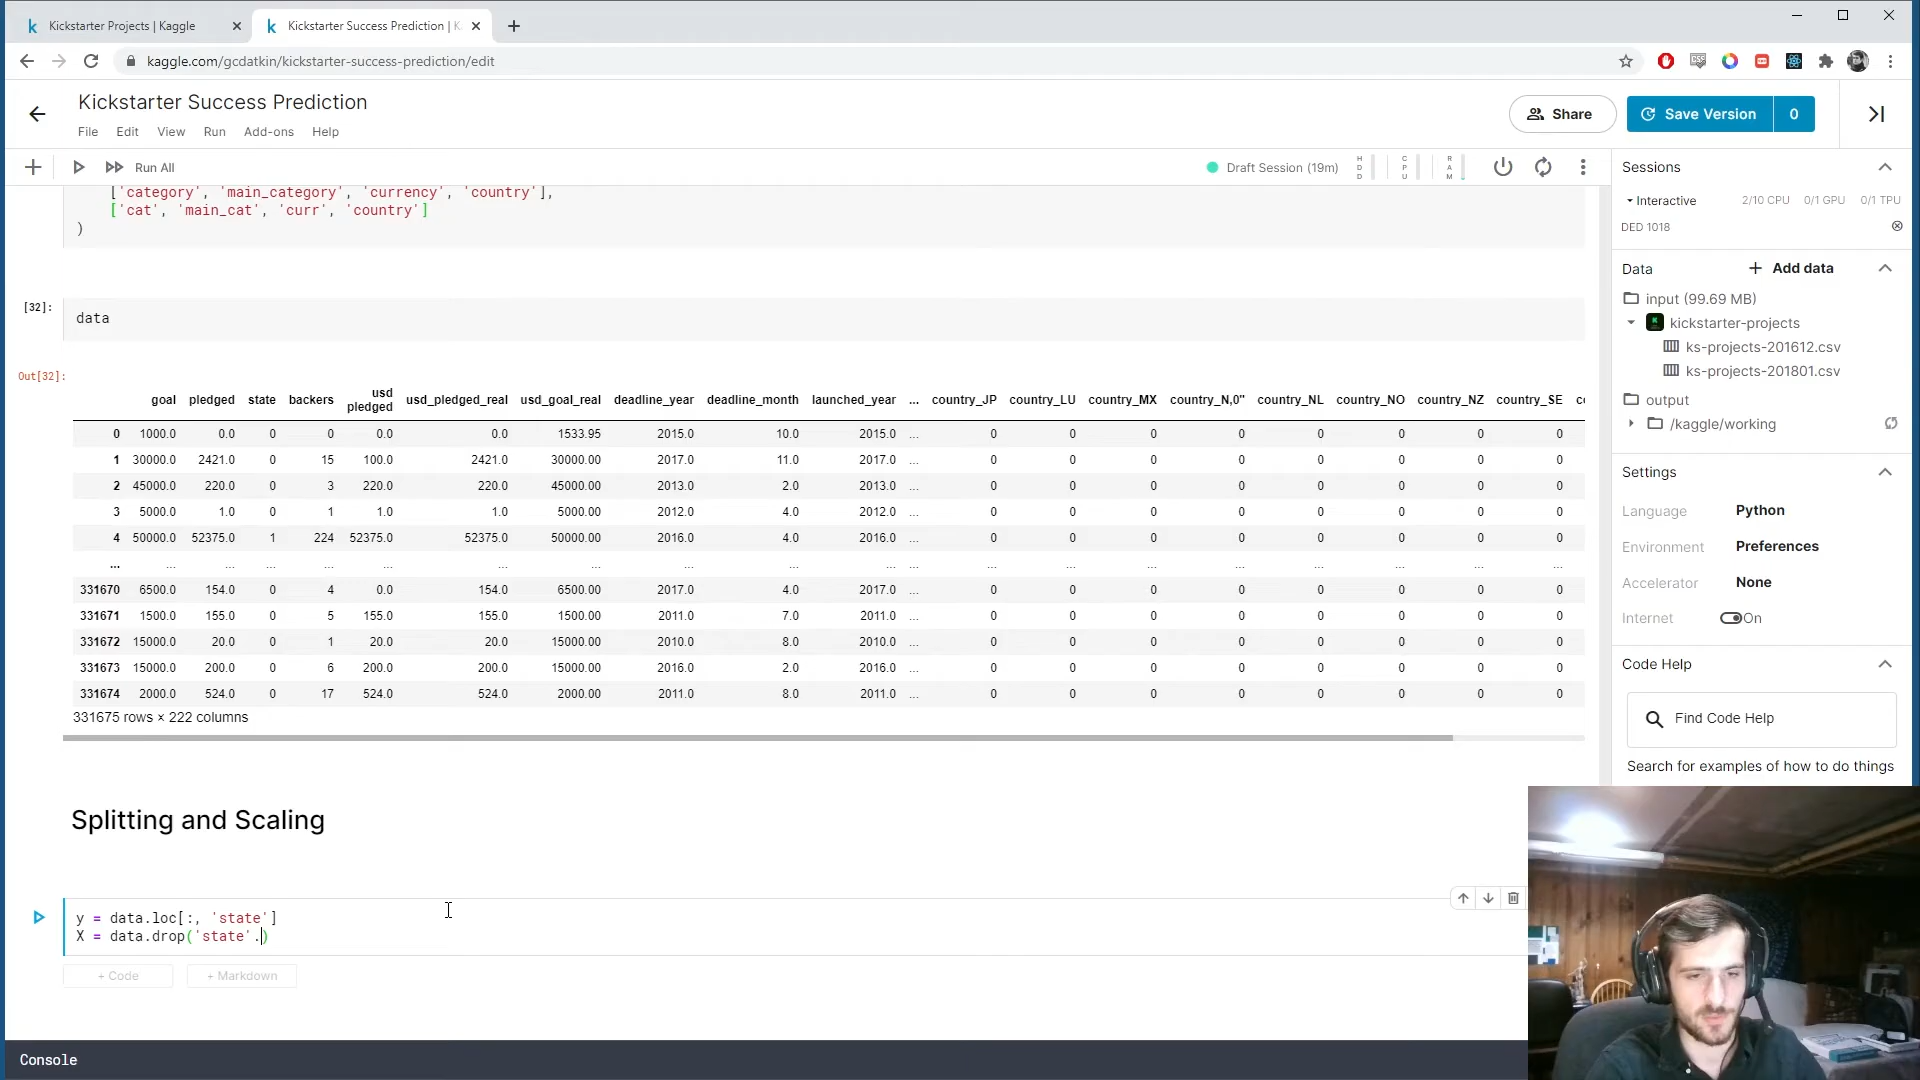 Kickstarter Projects | Kaggle
Kickstarter Success Prediction | K
kaggle.com/gcdatkin/kickstarter-success-prediction/edit
Kickstarter Success Prediction
File Edit View Run Add-ons Help
Share
Save Version 0
Run All
Draft Session (19m)
HDD
CPU
RAM
['category', 'main_category', 'currency', 'country'],
['cat', 'main_cat', 'curr', 'country']
)
[32]:
data
Out[32]:
goal pledged state backers usd pledged usd_pledged_real usd_goal_real deadline_year deadline_month launched_year ... country_JP country_LU country_MX country_N,0" country_NL country_NO country_NZ country_SE c
0 1000.0 0.0 0 0 0.0 0.0 1533.95 2015.0 10.0 2015.0 ... 0 0 0 0 0 0 0 0
1 30000.0 2421.0 0 15 100.0 2421.0 30000.00 2017.0 11.0 2017.0 ... 0 0 0 0 0 0 0 0
2 45000.0 220.0 0 3 220.0 220.0 45000.00 2013.0 2.0 2013.0 ... 0 0 0 0 0 0 0 0
3 5000.0 1.0 0 1 1.0 1.0 5000.00 2012.0 4.0 2012.0 ... 0 0 0 0 0 0 0 0
4 50000.0 52375.0 1 224 52375.0 52375.0 50000.00 2016.0 4.0 2016.0 ... 0 0 0 0 0 0 0 0
... ... ... ... ... ... ... ... ... ... ... ... ... ... ... ... ... ... ... ...
331670 6500.0 154.0 0 4 0.0 154.0 6500.00 2017.0 4.0 2017.0 ... 0 0 0 0 0 0 0 0
331671 1500.0 155.0 0 5 155.0 155.0 1500.00 2011.0 7.0 2011.0 ... 0 0 0 0 0 0 0 0
331672 15000.0 20.0 0 1 20.0 20.0 15000.00 2010.0 8.0 2010.0 ... 0 0 0 0 0 0 0 0
331673 15000.0 200.0 0 6 200.0 200.0 15000.00 2016.0 2.0 2016.0 ... 0 0 0 0 0 0 0 0
331674 2000.0 524.0 0 17 524.0 524.0 2000.00 2011.0 8.0 2011.0 ... 0 0 0 0 0 0 0 0
331675 rows × 222 columns
Splitting and Scaling
y = data.loc[:, 'state']
X = data.drop('state'.)
+ Code + Markdown
Console
Sessions
Interactive 2/10 CPU 0/1 GPU 0/1 TPU
DED 1018
Data + Add data
input (99.69 MB)
kickstarter-projects
ks-projects-201612.csv
ks-projects-201801.csv
output
/kaggle/working
Settings
Language Python
Environment Preferences
Accelerator None
Internet On
Code Help
Find Code Help
Search for examples of how to do things